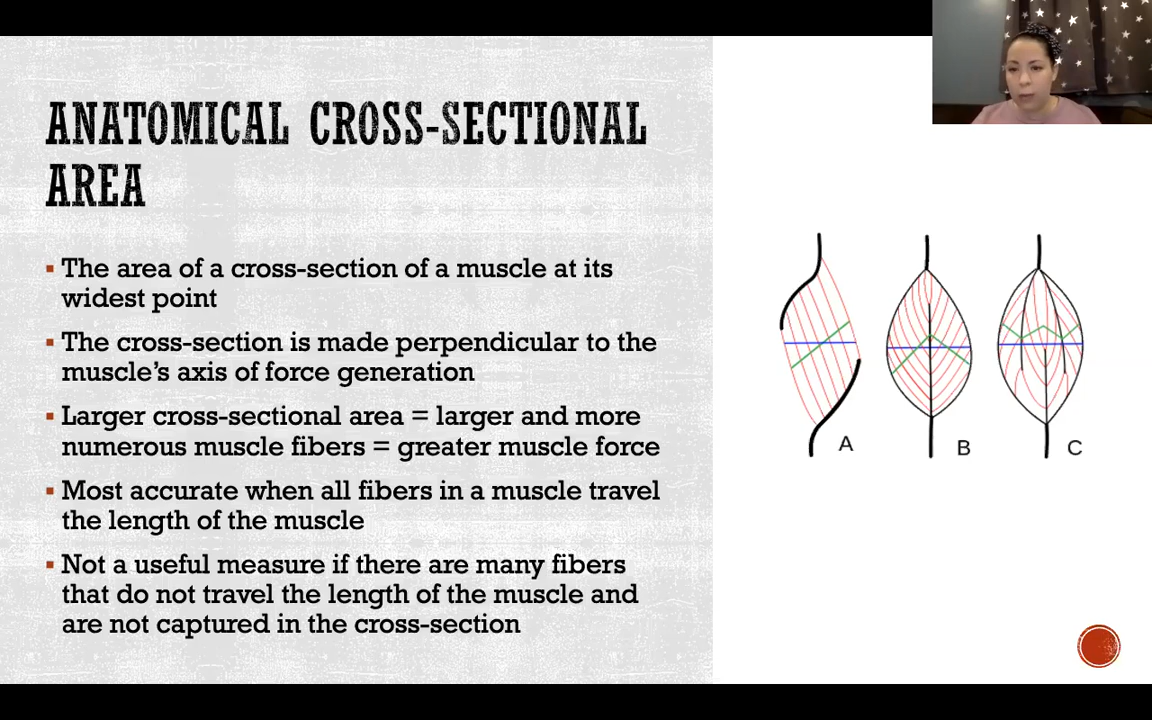 ANATOMICAL CROSS-SECTIONAL
AREA
The area of a cross-section of a muscle at its
widest point
The cross-section is made perpendicular to the
muscle’s axis of force generation
Larger cross-sectional area = larger and more
numerous muscle fibers = greater muscle force
Most accurate when all fibers in a muscle travel
the length of the muscle
Not a useful measure if there are many fibers
that do not travel the length of the muscle and
are not captured in the cross-section
A B C